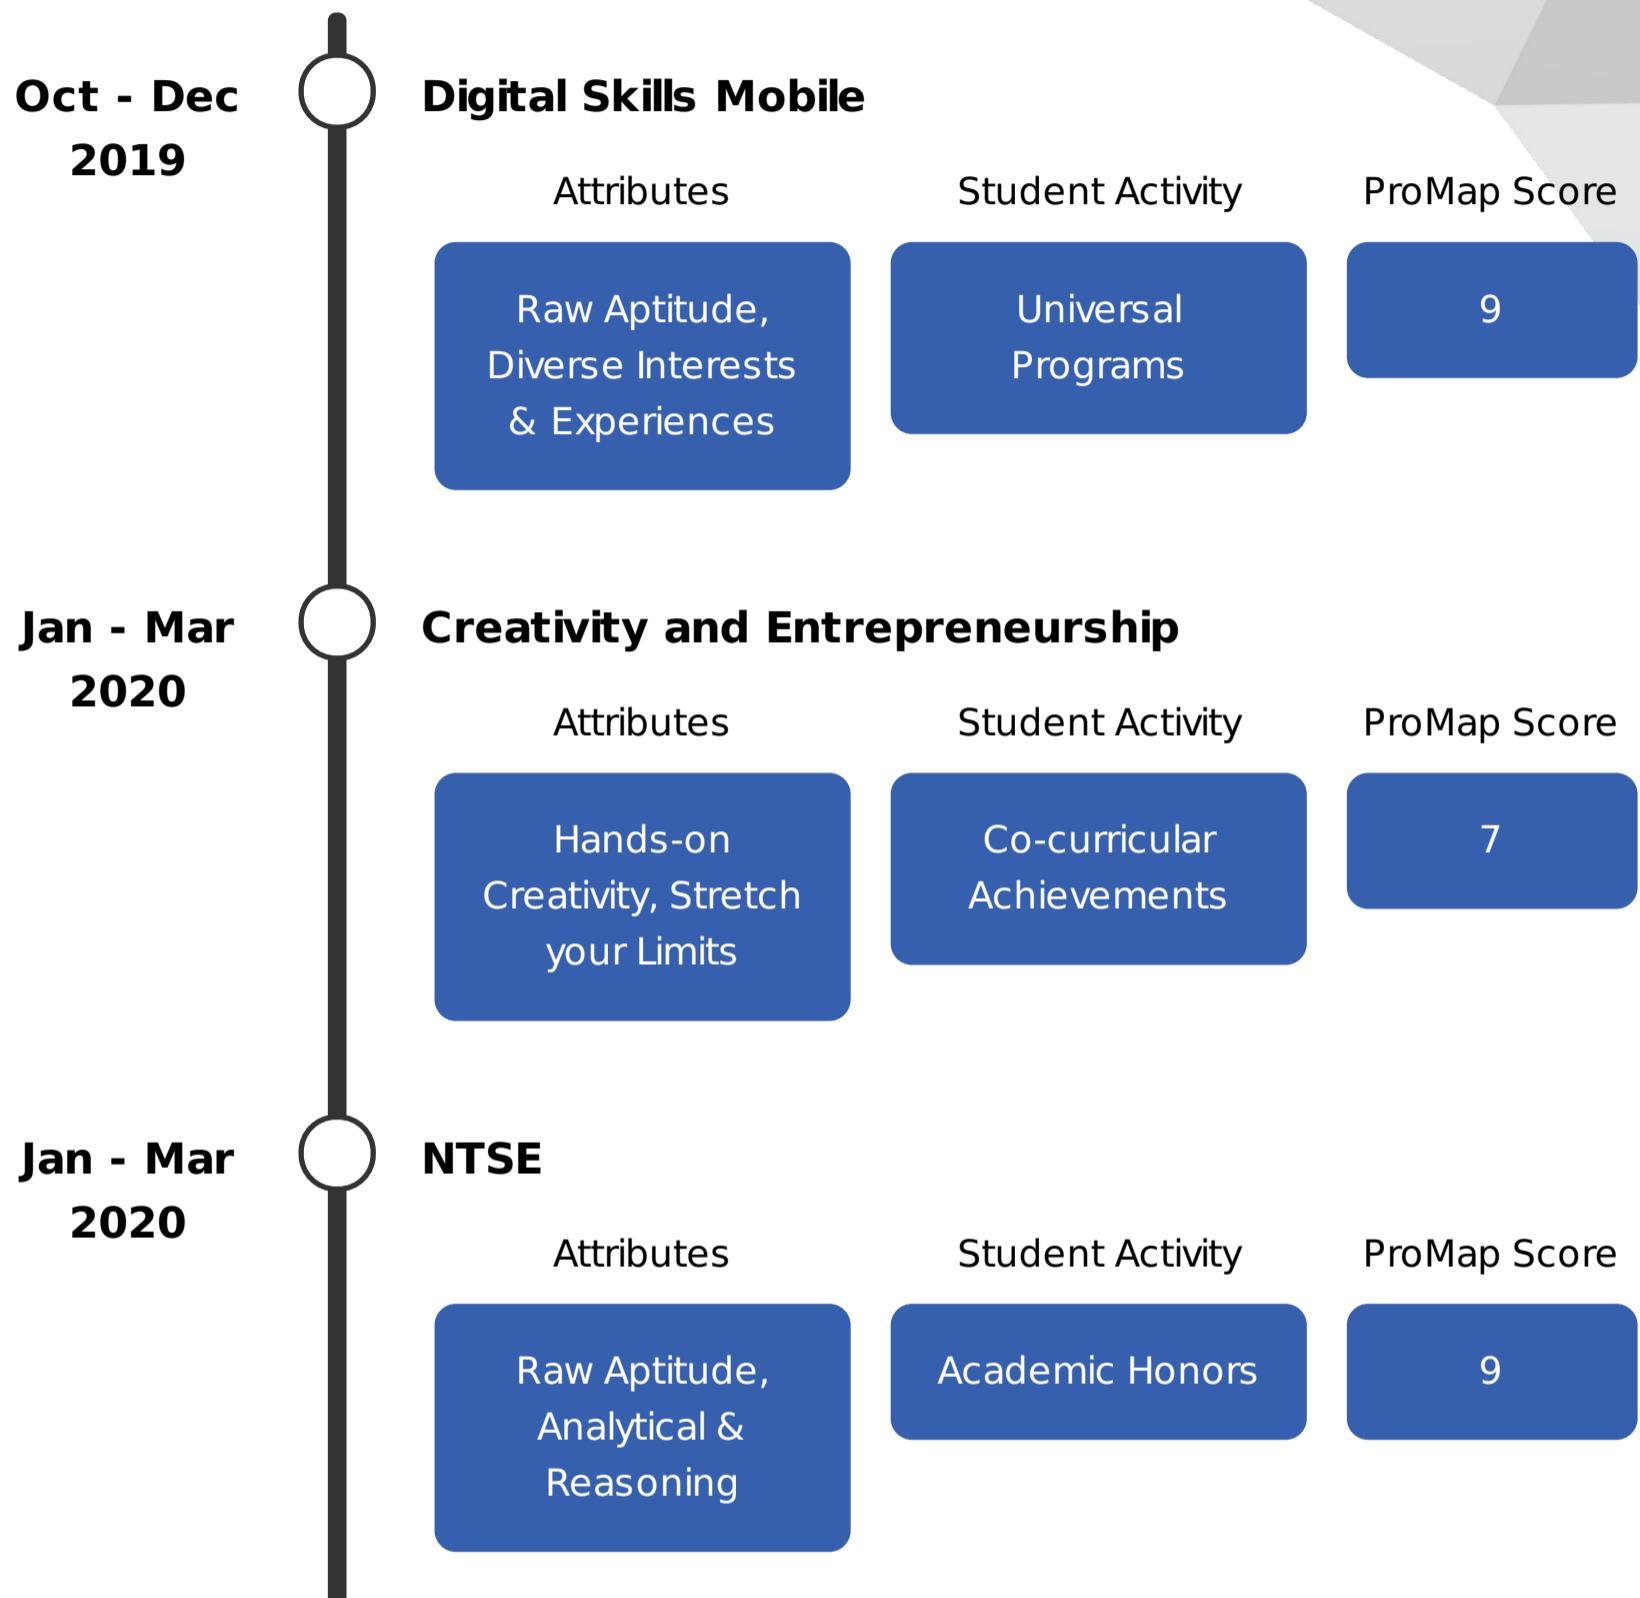 Oct - Dec
2019
Digital Skills Mobile
Attributes
Student Activity
ProMap Score
Raw Aptitude,
Diverse Interests
& Experiences
Universal
Programs
9
Jan - Mar
2020
Creativity and Entrepreneurship
Attributes
Student Activity
ProMap Score
Hands-on
Creativity, Stretch
your Limits
Co-curricular
Achievements
7
Jan - Mar
2020
NTSE
Attributes
Student Activity
ProMap Score
Raw Aptitude,
Analytical &
Reasoning
Academic Honors
9